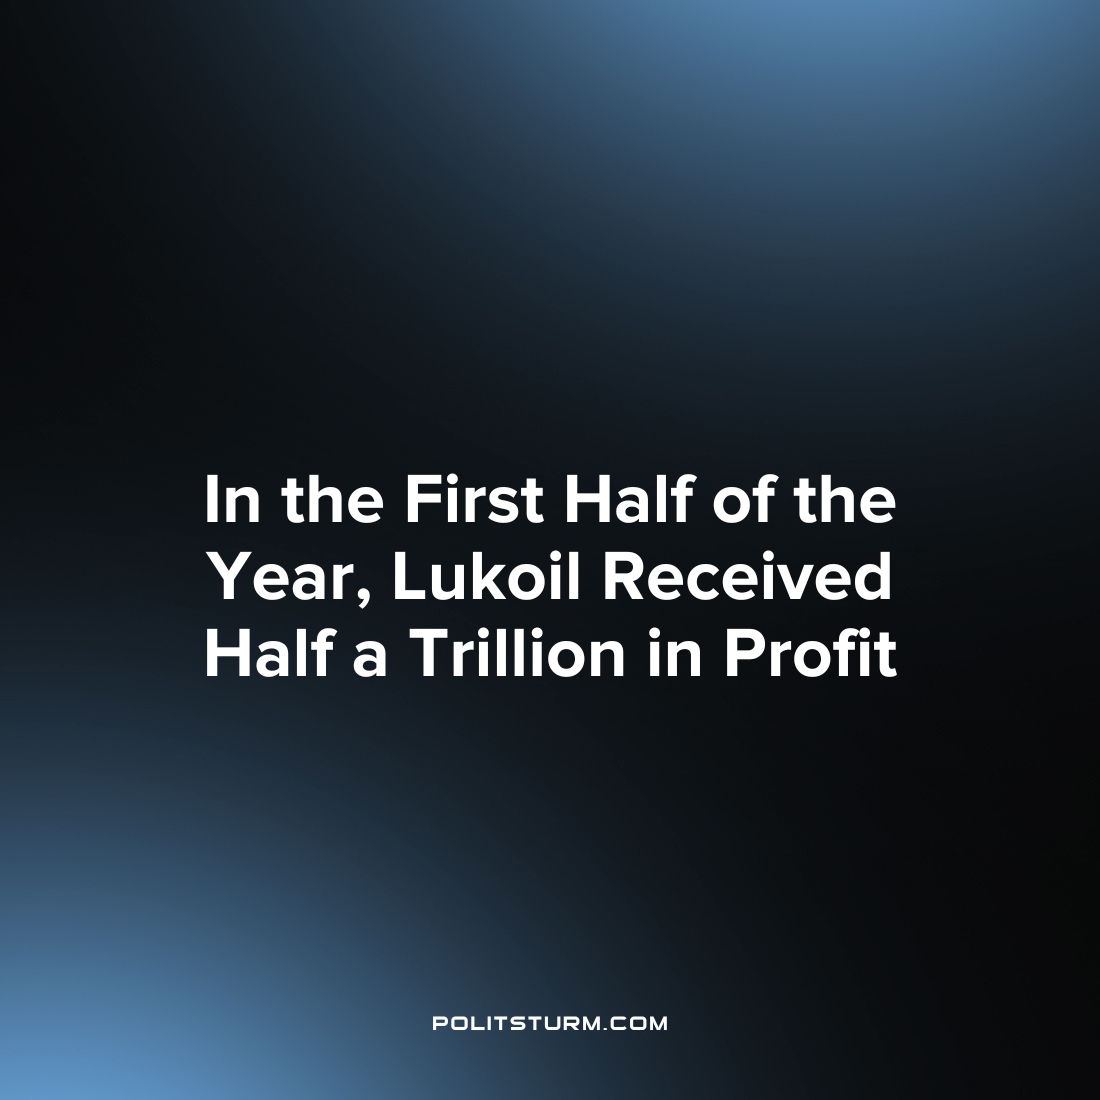 In the First Half of the
Year, Lukoil Received
Half a Trillion in Profit
POLITSTURM.COM